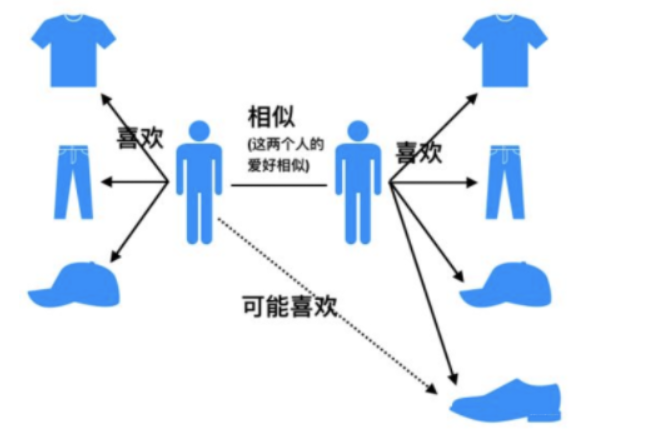 喜欢
相似
(这两个人的
爱好相似)
喜欢
可能喜欢